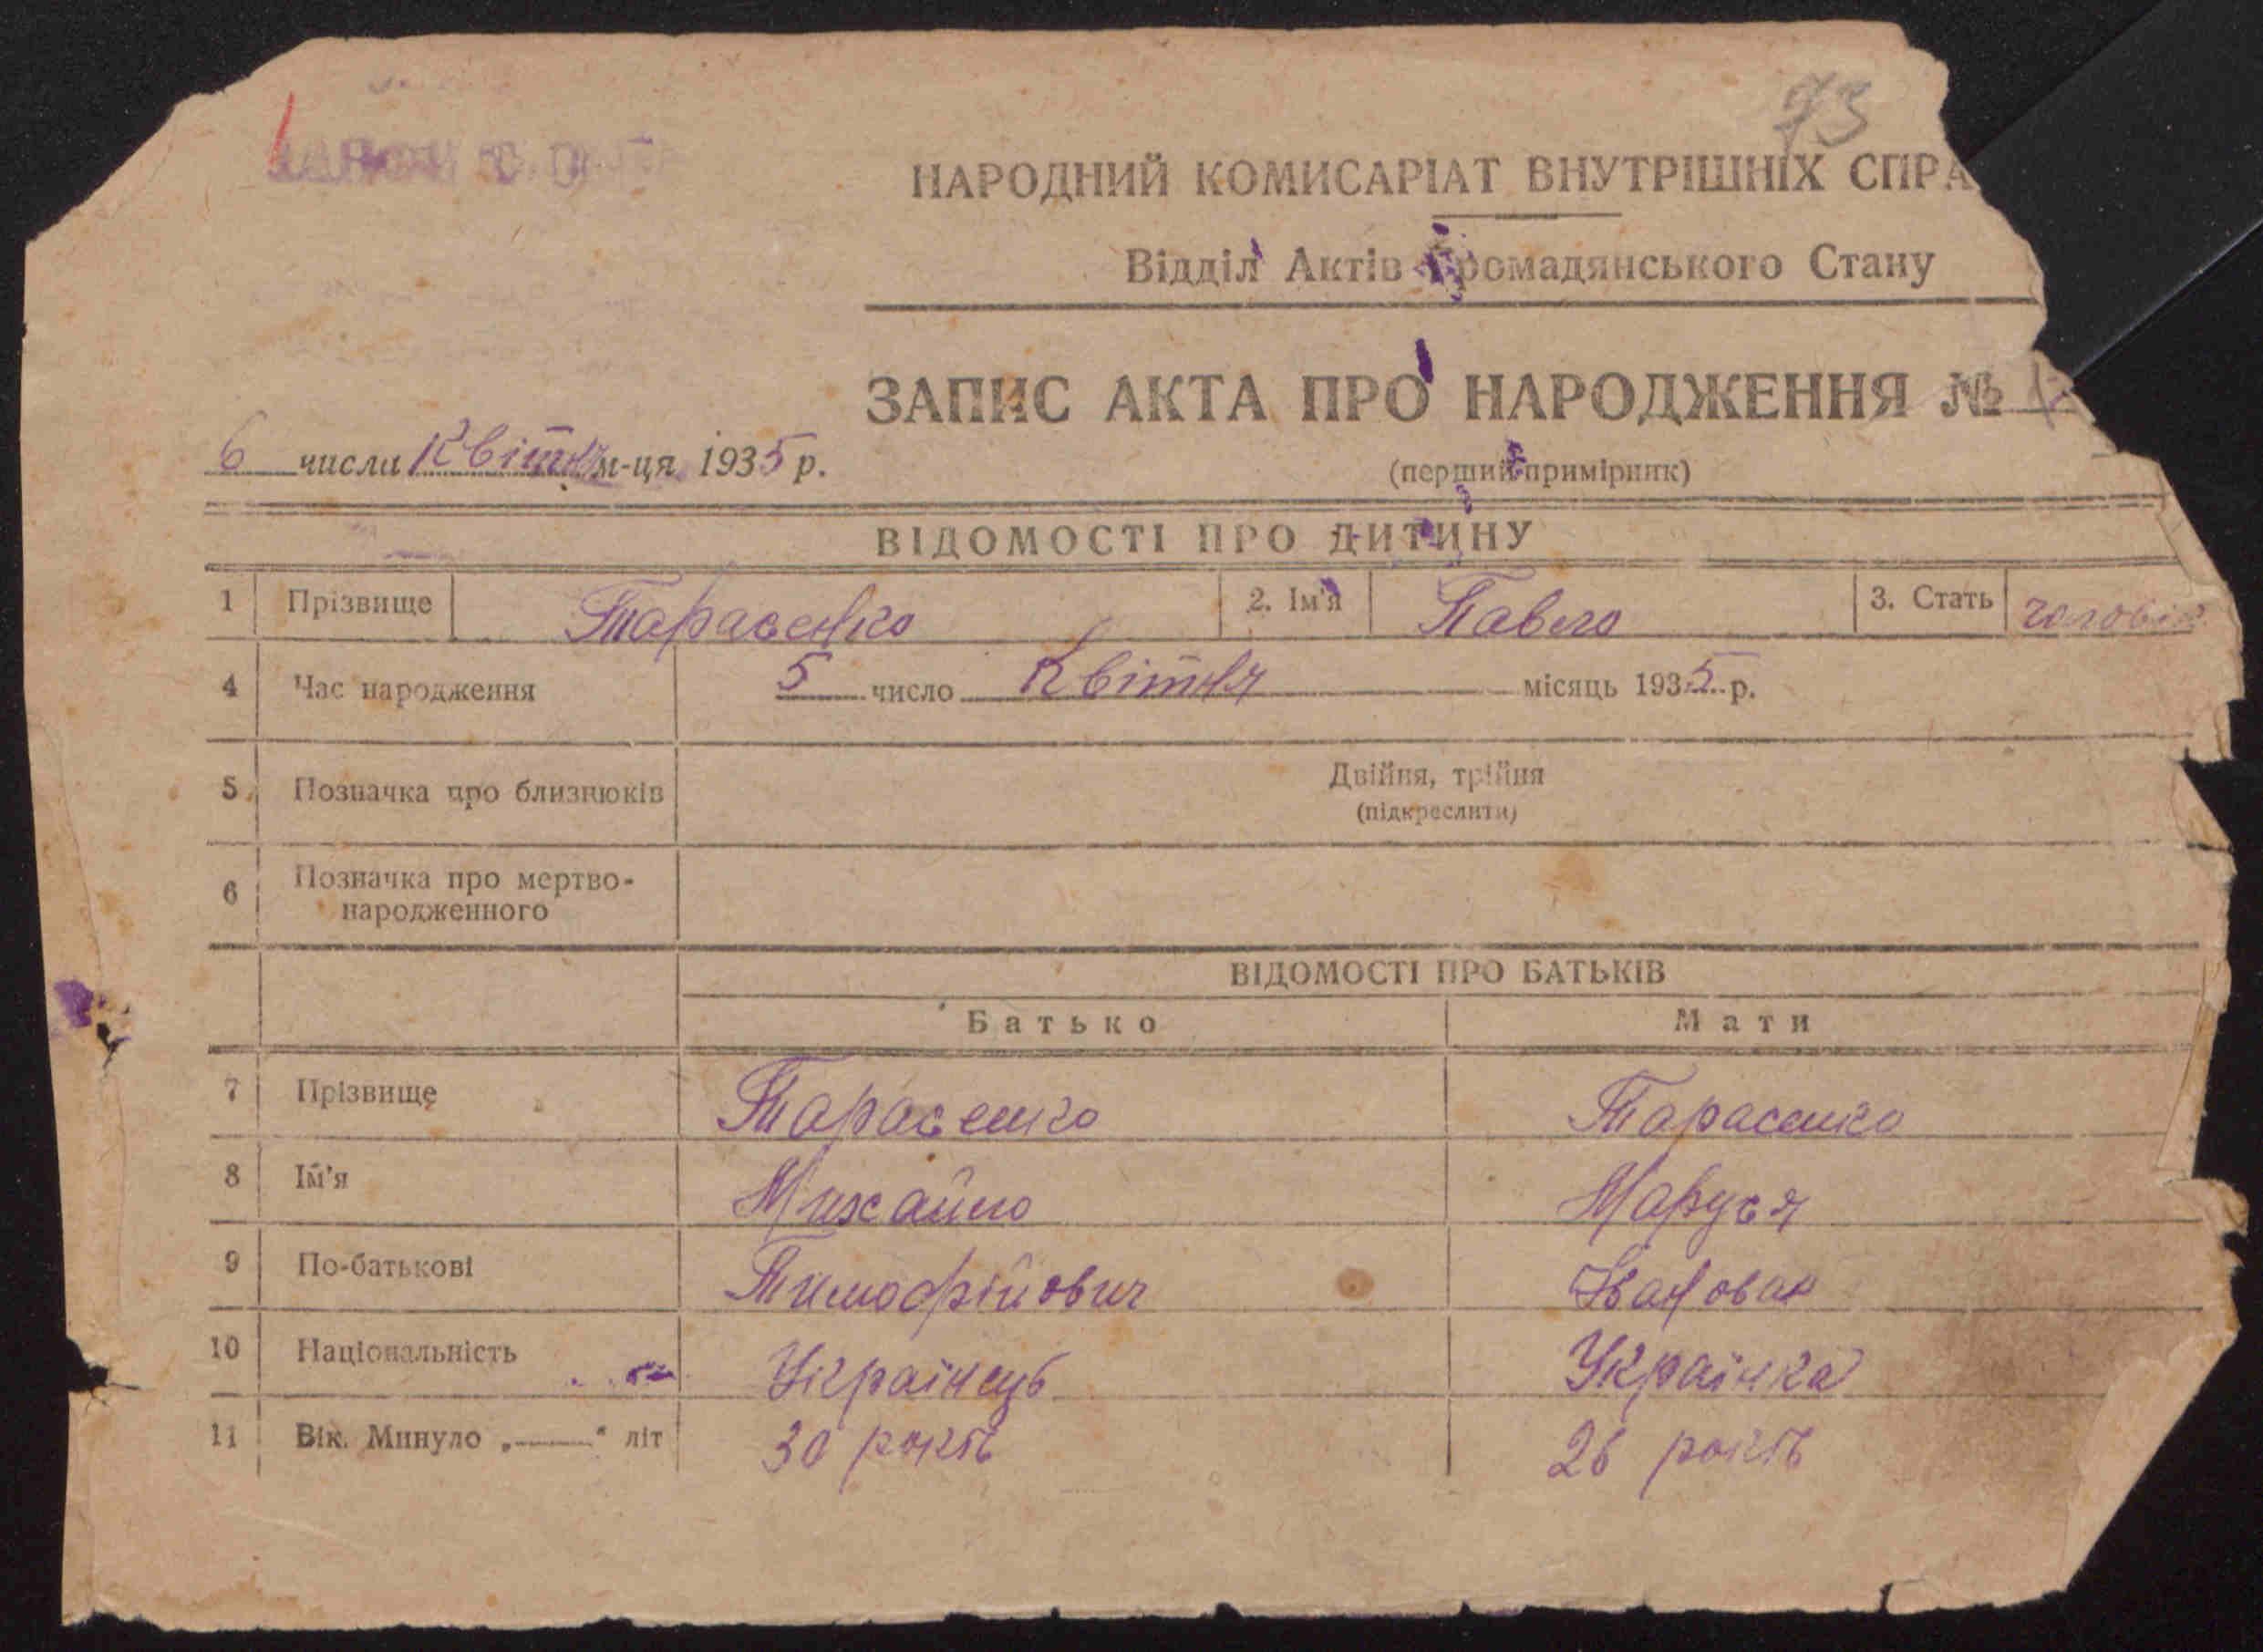 73
НАРОДНИЙ КОМИСАРІАТ ВНУТРІШНІХ СПРА
Відділ Актів Громадянського Стану
ЗАПИС АКТА ПРО НАРОДЖЕННЯ №
6 числа Квітня м-ця 1935 р.
(перший примірник)
ВІДОМОСТІ ПРО ДИТИНУ
1 Прізвище Тарасенко 2. Ім'я Павло 3. Стать чоловік
4 Час народження 5 число Квітня місяць 1935 р.
5 Позначка про близнюків Двійня, трійня
(підкреслити)
6 Позначка про мертво-
народженного
ВІДОМОСТІ ПРО БАТЬКІВ
Батько Мати
7 Прізвище Тарасенко Тарасенко
8 Ім'я Михайло Маруся
9 По-батькові Тимофійович Івановна
10 Національність Українець Українка
11 Вік. Минуло „——" літ 30 років 26 років